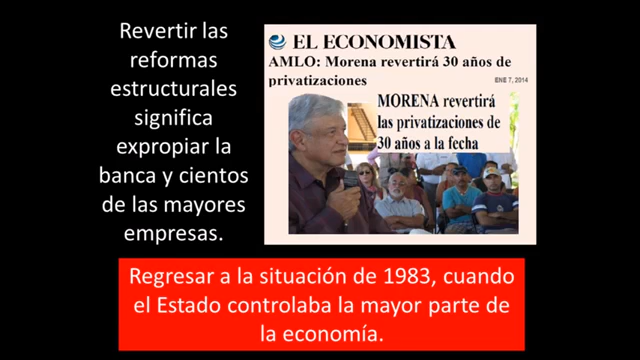 Revertir las
reformas
estructurales
significa
expropiar la
banca y cientos
de las mayores
empresas.
EL ECONOMISTA
AMLO: Morena revertirá 30 años de
privatizaciones
ENE 7, 2014
MORENA revertirá
las privatizaciones de
30 años a la fecha
Regresar a la situación de 1983, cuando
el Estado controlaba la mayor parte de
la economía.